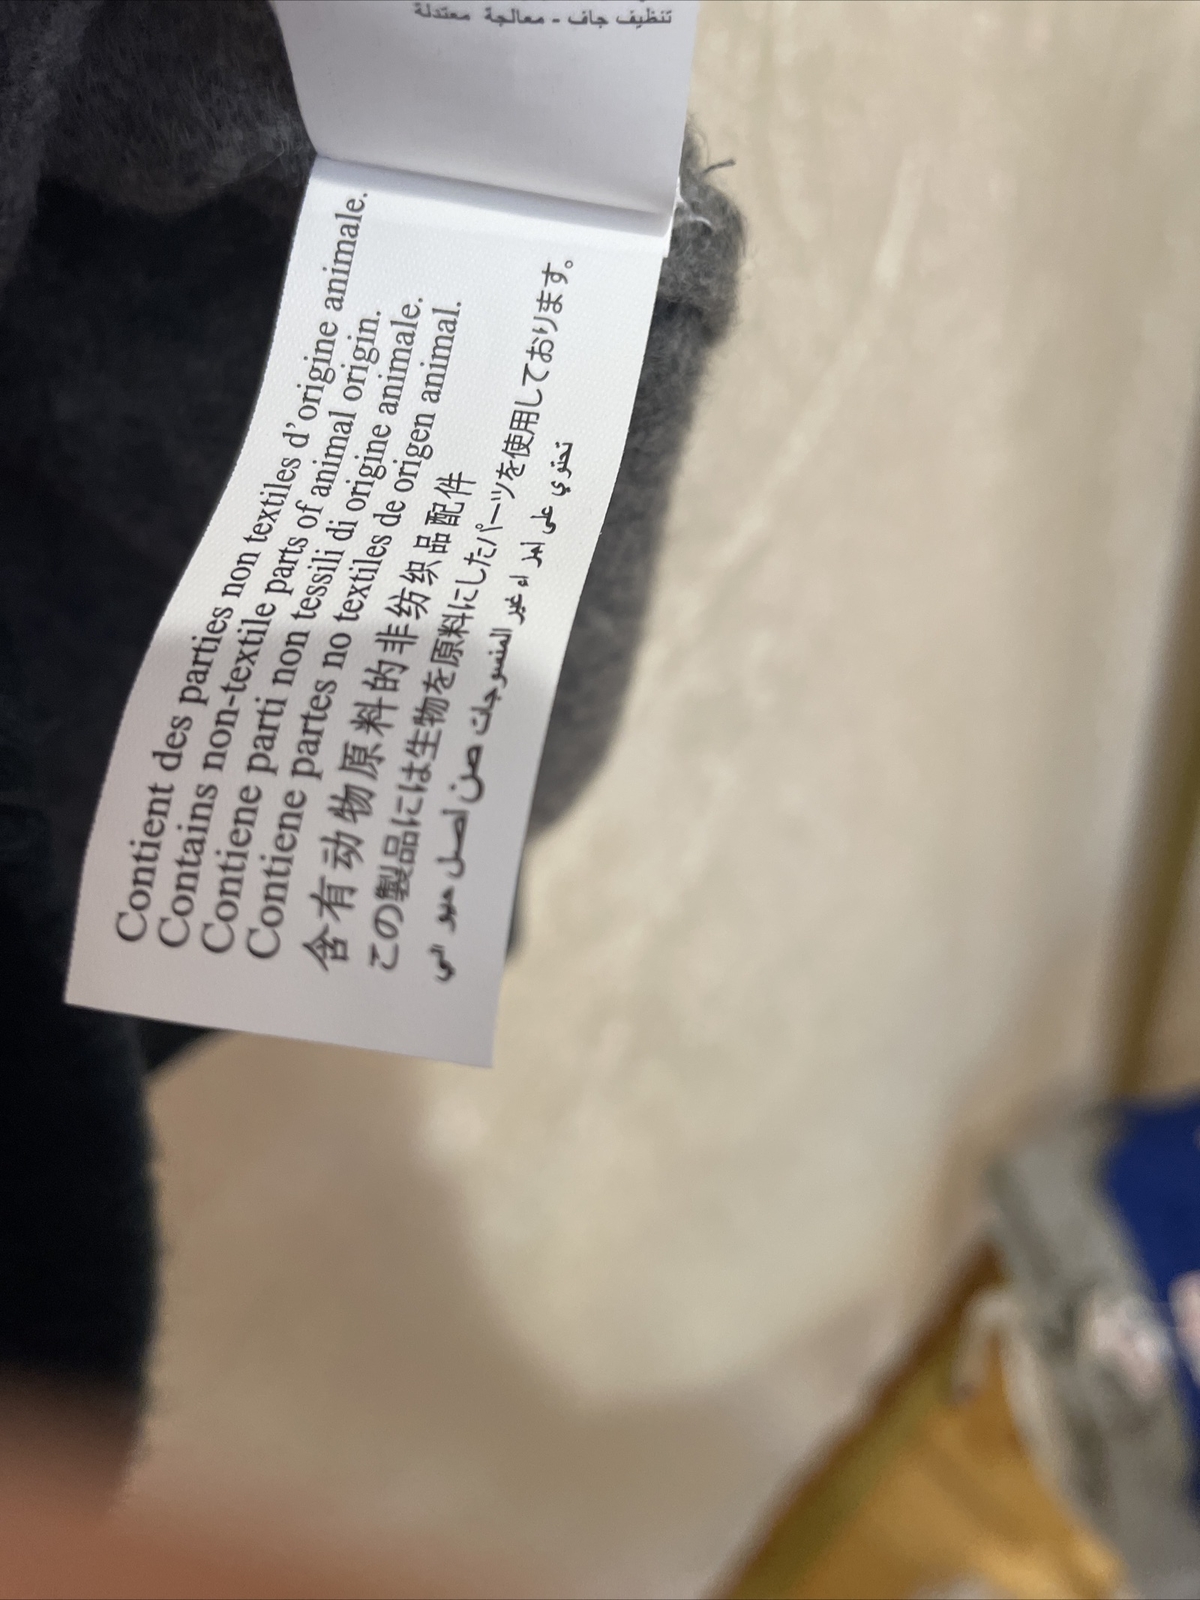 تنظيف جاف - معالجة معتدلة
Contient des parties non textiles d'origine animale.
Contains non-textile parts of animal origin.
Contiene parti non tessili di origine animale.
Contiene partes no textiles de origen animal.
含有动物原料的非纺织品配件
この製品には生物を原料にしたパーツを使用しております。
تحتوي على اجزاء غير المنسوجات من اصل حيو اني